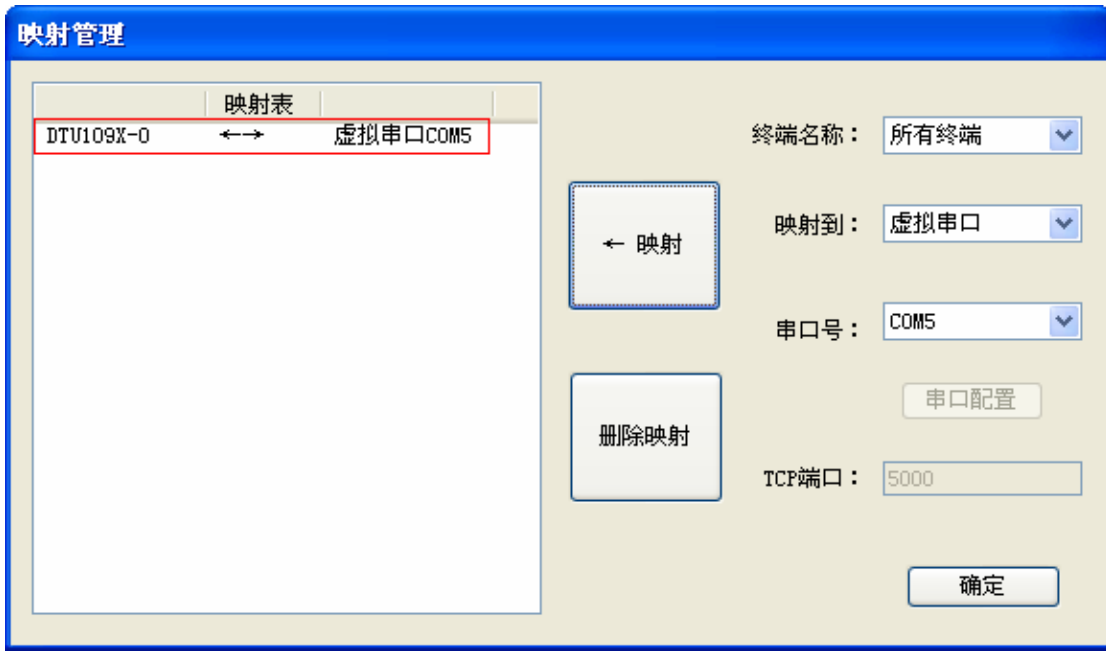 映射管理
映射表
DTU109X-0 ←→ 虚拟串口COM5
终端名称：
所有终端
← 映射
映射到：
虚拟串口
串口号：
COM5
串口配置
删除映射
TCP端口：
5000
确定